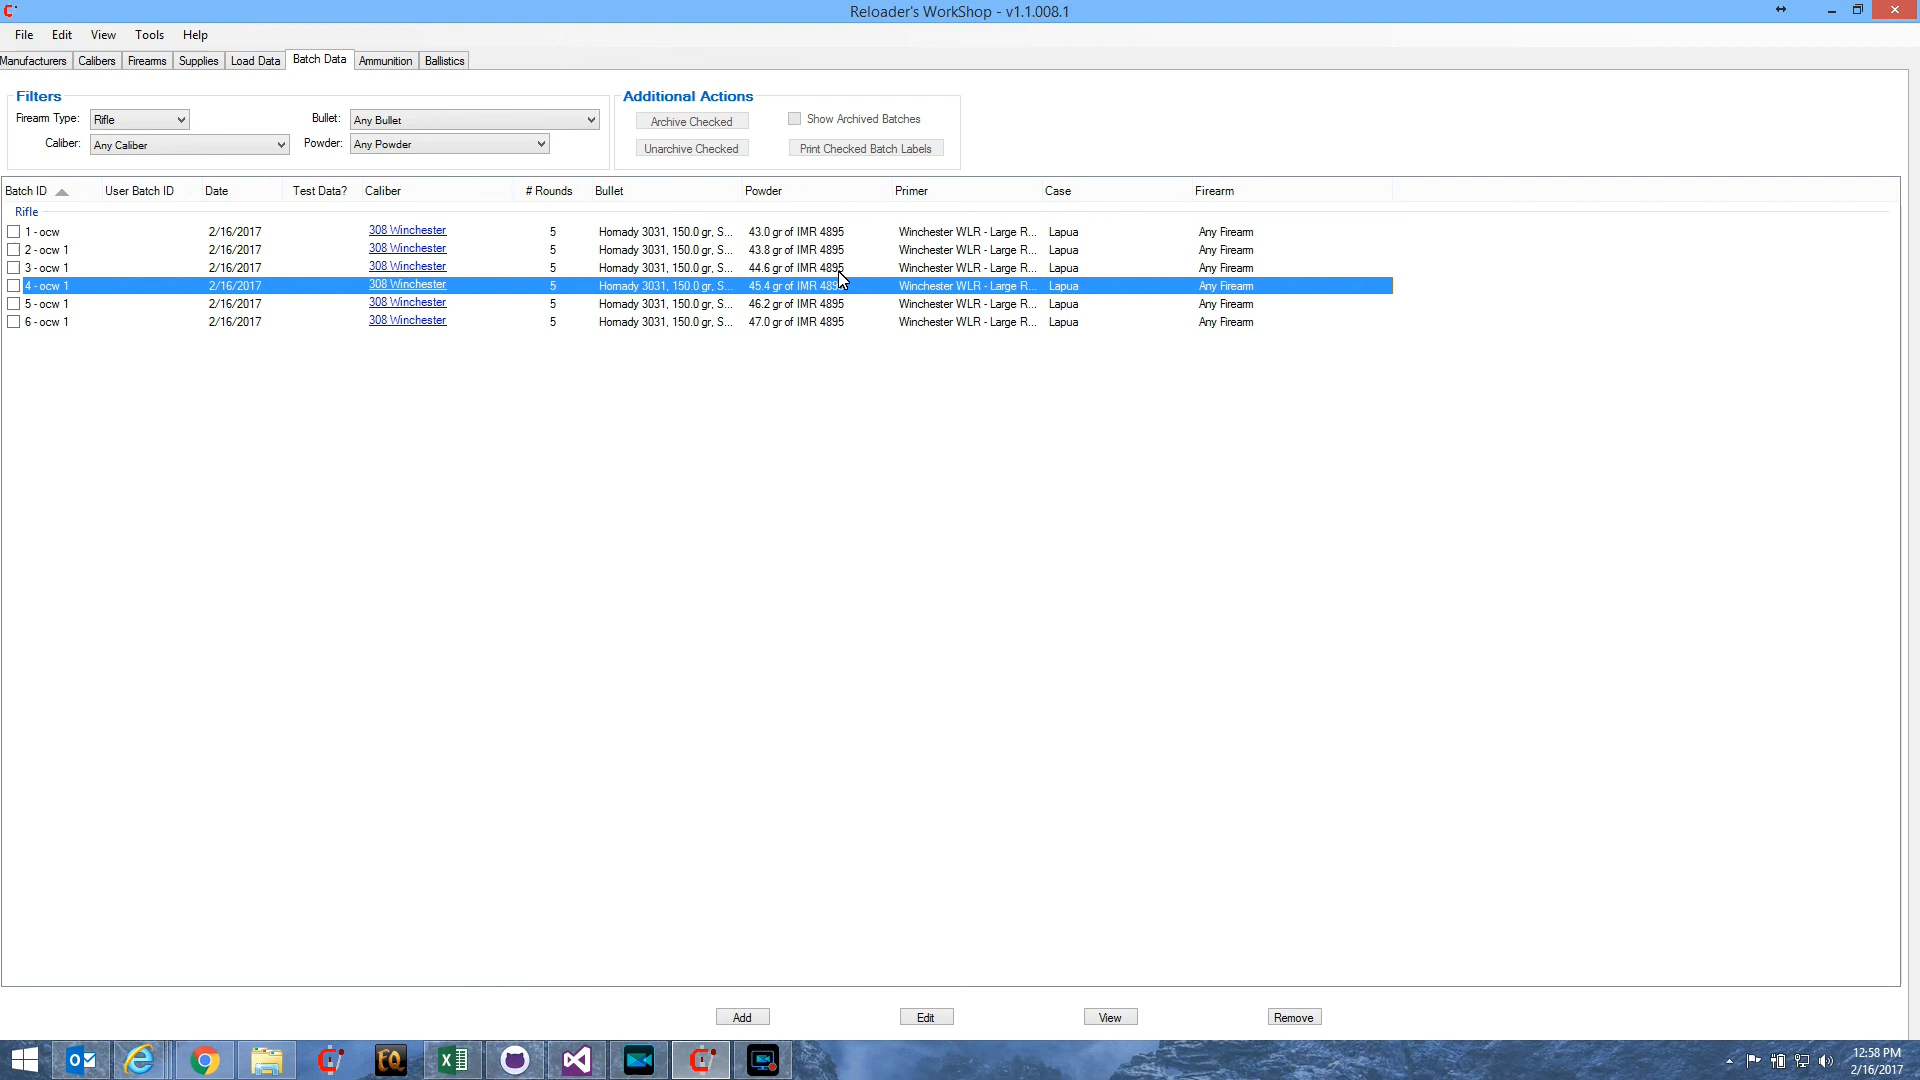 Reloader's WorkShop - v1.1.008.1
File Edit View Tools Help
Manufacturers Calibers Firearms Supplies Load Data Batch Data Ammunition Ballistics
Filters
Firearm Type: Rifle Bullet: Any Bullet
Caliber: Any Caliber Powder: Any Powder
Additional Actions
Archive Checked Show Archived Batches
Unarchive Checked Print Checked Batch Labels
Batch ID User Batch ID Date Test Data? Caliber # Rounds Bullet Powder Primer Case Firearm
Rifle
1 - ocw 2/16/2017 308 Winchester 5 Hornady 3031, 150.0 gr, S... 43.0 gr of IMR 4895 Winchester WLR - Large R... Lapua Any Firearm
2 - ocw 1 2/16/2017 308 Winchester 5 Hornady 3031, 150.0 gr, S... 43.8 gr of IMR 4895 Winchester WLR - Large R... Lapua Any Firearm
3 - ocw 1 2/16/2017 308 Winchester 5 Hornady 3031, 150.0 gr, S... 44.6 gr of IMR 4895 Winchester WLR - Large R... Lapua Any Firearm
4 - ocw 1 2/16/2017 308 Winchester 5 Hornady 3031, 150.0 gr, S... 45.4 gr of IMR 4895 Winchester WLR - Large R... Lapua Any Firearm
5 - ocw 1 2/16/2017 308 Winchester 5 Hornady 3031, 150.0 gr, S... 46.2 gr of IMR 4895 Winchester WLR - Large R... Lapua Any Firearm
6 - ocw 1 2/16/2017 308 Winchester 5 Hornady 3031, 150.0 gr, S... 47.0 gr of IMR 4895 Winchester WLR - Large R... Lapua Any Firearm
Add Edit View Remove
12:58 PM
2/16/2017